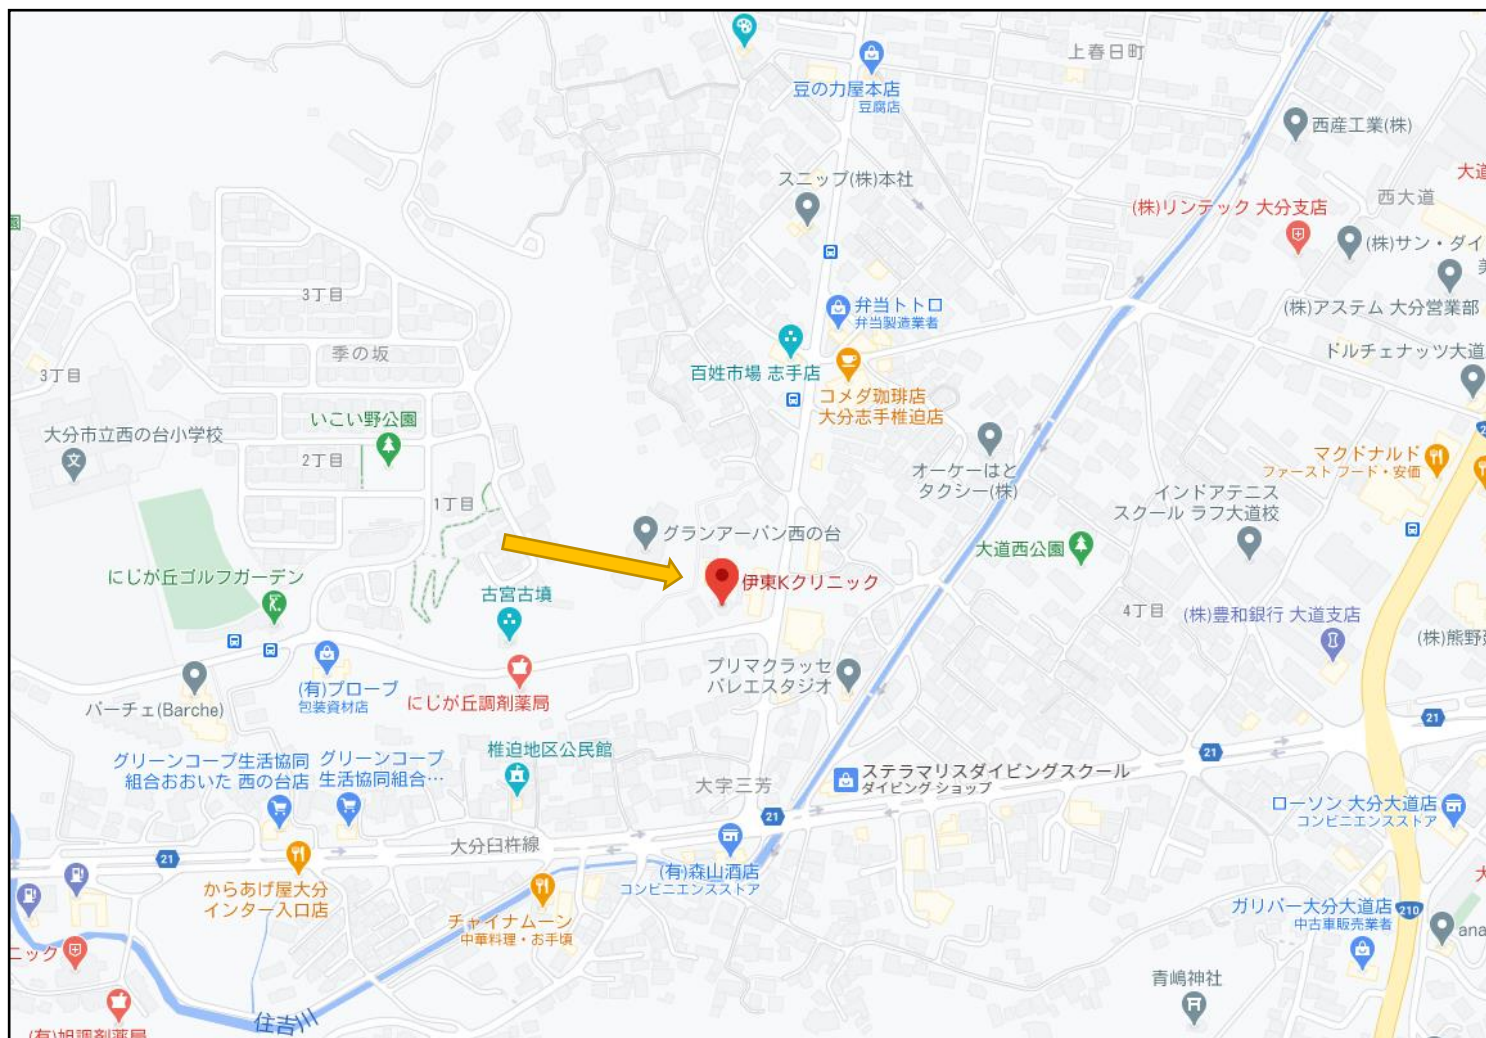 上春日町
豆の力屋本店
豆腐店
西産工業(株)
大道
西大道
スニップ(株)本社
(株)リンテック 大分支店
(株)サン・ダイ
美
園
3丁目
弁当トトロ
弁当製造業者
(株)アステム 大分営業部
季の坂
ドルチェナッツ大道
3丁目
百姓市場 志手店
コメダ珈琲店
大分志手椎迫店
いこい野公園
大分市立西の台小学校
2丁目
マクドナルド
ファースト フード・安価
オーケーはと
タクシー(株)
インドアテニス
スクール ラフ大道校
1丁目
グランアーバン西の台
大道西公園
にじが丘ゴルフガーデン
伊東Kクリニック
古宮古墳
4丁目
(株)豊和銀行 大道支店
(株)熊野
プリマクラッセ
バレエスタジオ
(有)プローブ
包装資材店
にじが丘調剤薬局
バーチェ(Barche)
21
21
椎迫地区公民館
グリーンコープ生活協同
組合おおいた 西の台店
グリーンコープ
生活協同組合…
大字三芳
ステラマリスダイビングスクール
ダイビング ショップ
21
ローソン 大分大道店
コンビニエンスストア
大分臼杵線
21
(有)森山酒店
コンビニエンスストア
からあげ屋大分
インター入口店
チャイナムーン
中華料理・お手頃
ガリバー大分大道店
中古車販売業者
210
大
ana
ニック
青嶋神社
住吉川
(有)旭調剤薬局